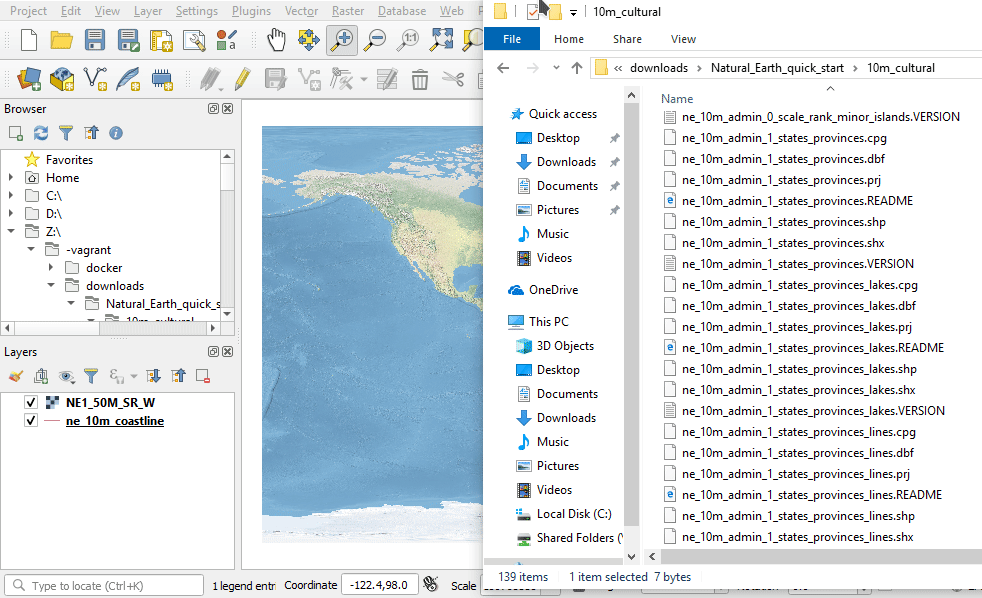 Project Edit View Layer Settings Plugins Vector Raster Database Web
Browser
Favorites
Home
C:\
D:\
Z:\
-vagrant
docker
downloads
Natural_Earth_quick_s
10m_cultural
Layers
NE1_50M_SR_W
ne_10m_coastline
Type to locate (Ctrl+K)
1 legend entr
Coordinate
-122.4,98.0
Scale
10m_cultural
File Home Share View
« downloads > Natural_Earth_quick_start > 10m_cultural
Quick access
Desktop
Downloads
Documents
Pictures
Music
Videos
OneDrive
This PC
3D Objects
Desktop
Documents
Downloads
Music
Pictures
Videos
Local Disk (C:)
Shared Folders (
Name
ne_10m_admin_0_scale_rank_minor_islands.VERSION
ne_10m_admin_1_states_provinces.cpg
ne_10m_admin_1_states_provinces.dbf
ne_10m_admin_1_states_provinces.prj
ne_10m_admin_1_states_provinces.README
ne_10m_admin_1_states_provinces.shp
ne_10m_admin_1_states_provinces.shx
ne_10m_admin_1_states_provinces.VERSION
ne_10m_admin_1_states_provinces_lakes.cpg
ne_10m_admin_1_states_provinces_lakes.dbf
ne_10m_admin_1_states_provinces_lakes.prj
ne_10m_admin_1_states_provinces_lakes.README
ne_10m_admin_1_states_provinces_lakes.shp
ne_10m_admin_1_states_provinces_lakes.shx
ne_10m_admin_1_states_provinces_lakes.VERSION
ne_10m_admin_1_states_provinces_lines.cpg
ne_10m_admin_1_states_provinces_lines.dbf
ne_10m_admin_1_states_provinces_lines.prj
ne_10m_admin_1_states_provinces_lines.README
ne_10m_admin_1_states_provinces_lines.shp
ne_10m_admin_1_states_provinces_lines.shx
139 items 1 item selected 7 bytes